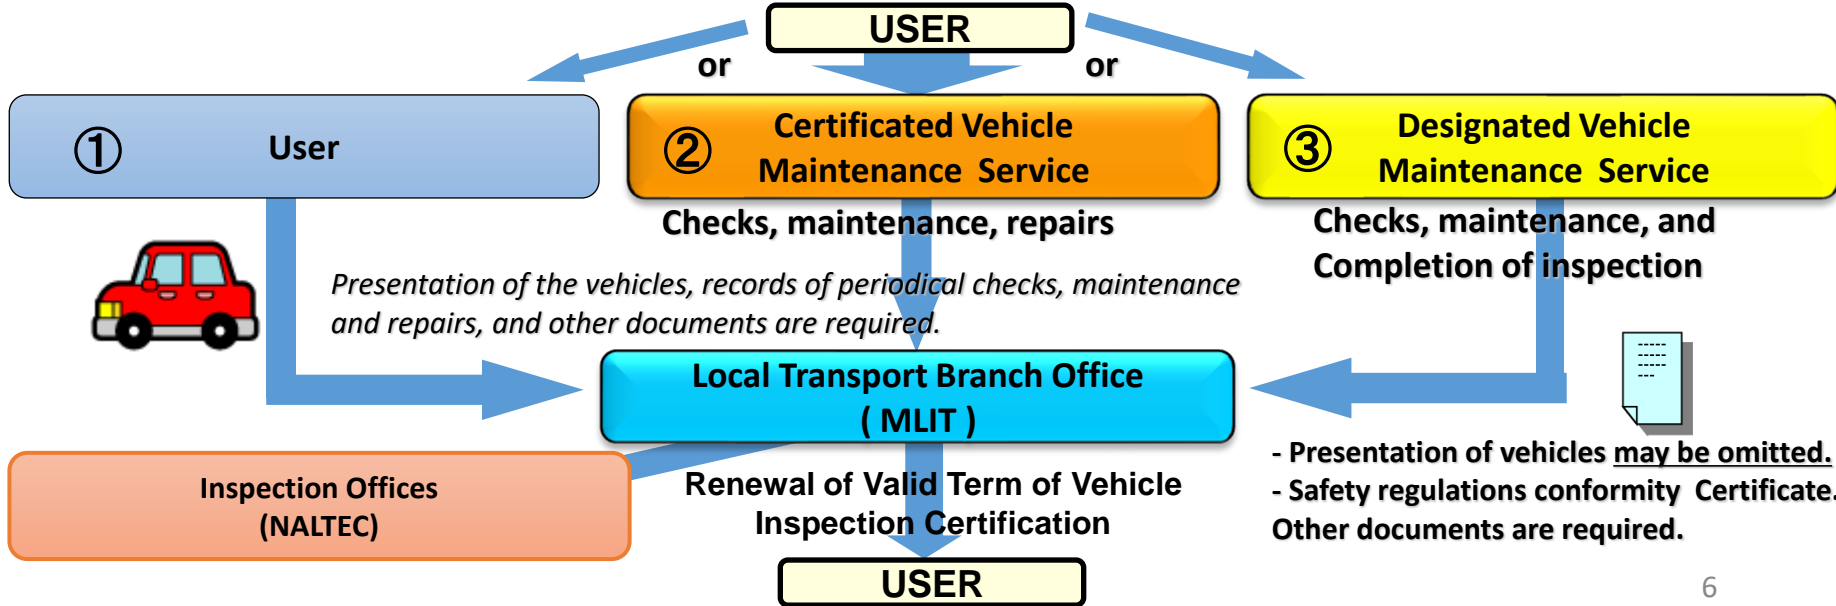 USER
or
or
① User
② Certificated Vehicle
Maintenance Service
③ Designated Vehicle
Maintenance Service
Checks, maintenance, repairs
Checks, maintenance, and
Completion of inspection
Presentation of the vehicles, records of periodical checks, maintenance
and repairs, and other documents are required.
Local Transport Branch Office
( MLIT )
Inspection Offices
(NALTEC)
Renewal of Valid Term of Vehicle
Inspection Certification
- Presentation of vehicles may be omitted.
- Safety regulations conformity Certificate.
Other documents are required.
USER
6